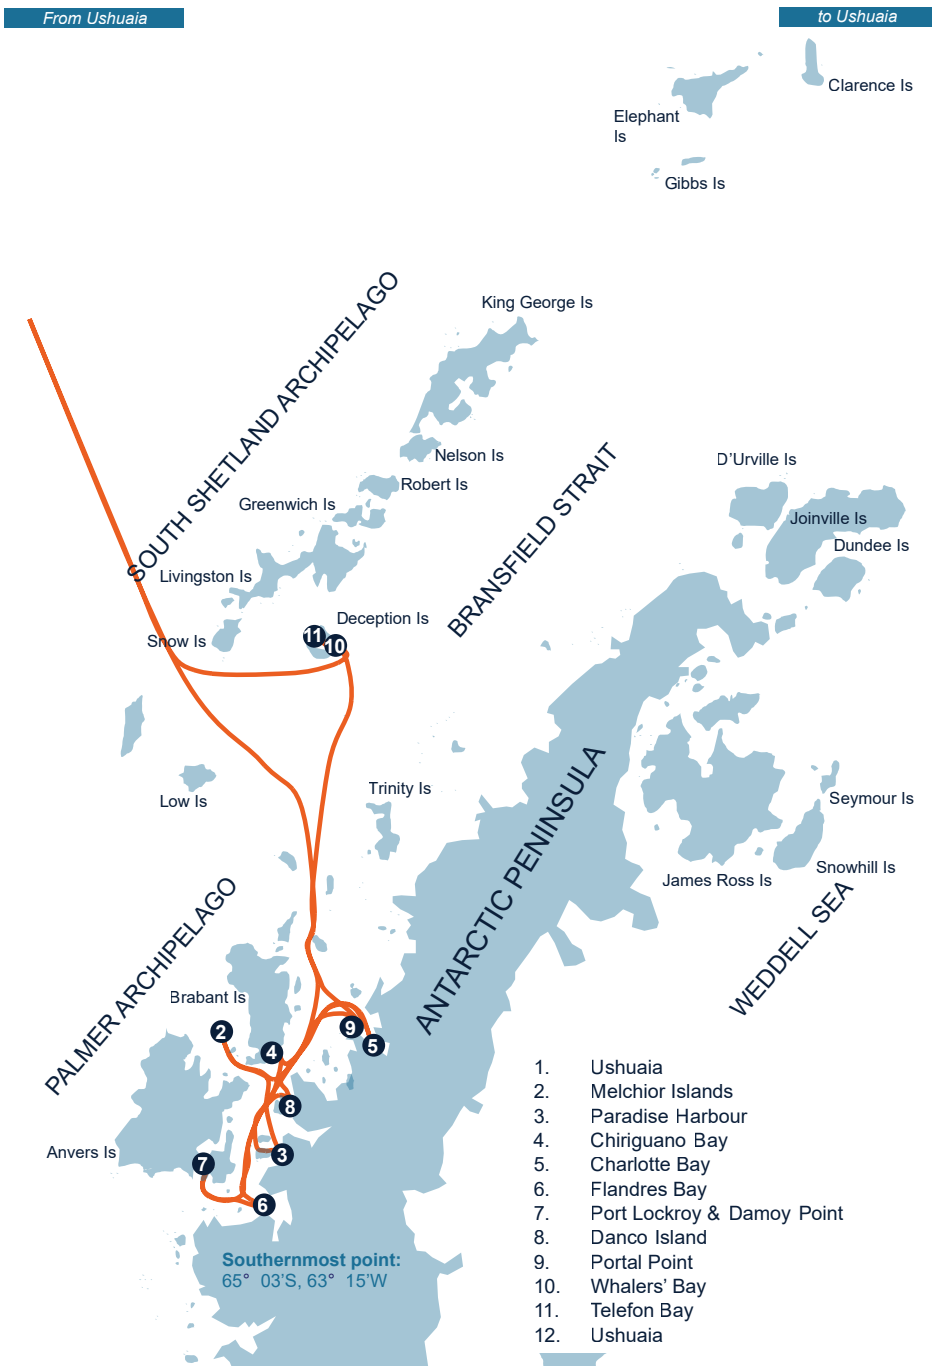 From Ushuaia
to Ushuaia
Clarence Is
Elephant
Is
Gibbs Is
SOUTH SHETLAND ARCHIPELAGO
King George Is
Nelson Is
Robert Is
Greenwich Is
BRANSFIELD STRAIT
D'Urville Is
Joinville Is
Dundee Is
Livingston Is
Deception Is
11
10
Snow Is
Low Is
Trinity Is
ANTARCTIC PENINSULA
Seymour Is
Snowhill Is
James Ross Is
WEDDELL SEA
PALMER ARCHIPELAGO
Brabant Is
2
9
5
4
8
Anvers Is
7
3
6
Southernmost point:
65° 03'S, 63° 15'W
1. Ushuaia
2. Melchior Islands
3. Paradise Harbour
4. Chiriguano Bay
5. Charlotte Bay
6. Flandres Bay
7. Port Lockroy & Damoy Point
8. Danco Island
9. Portal Point
10. Whalers' Bay
11. Telefon Bay
12. Ushuaia